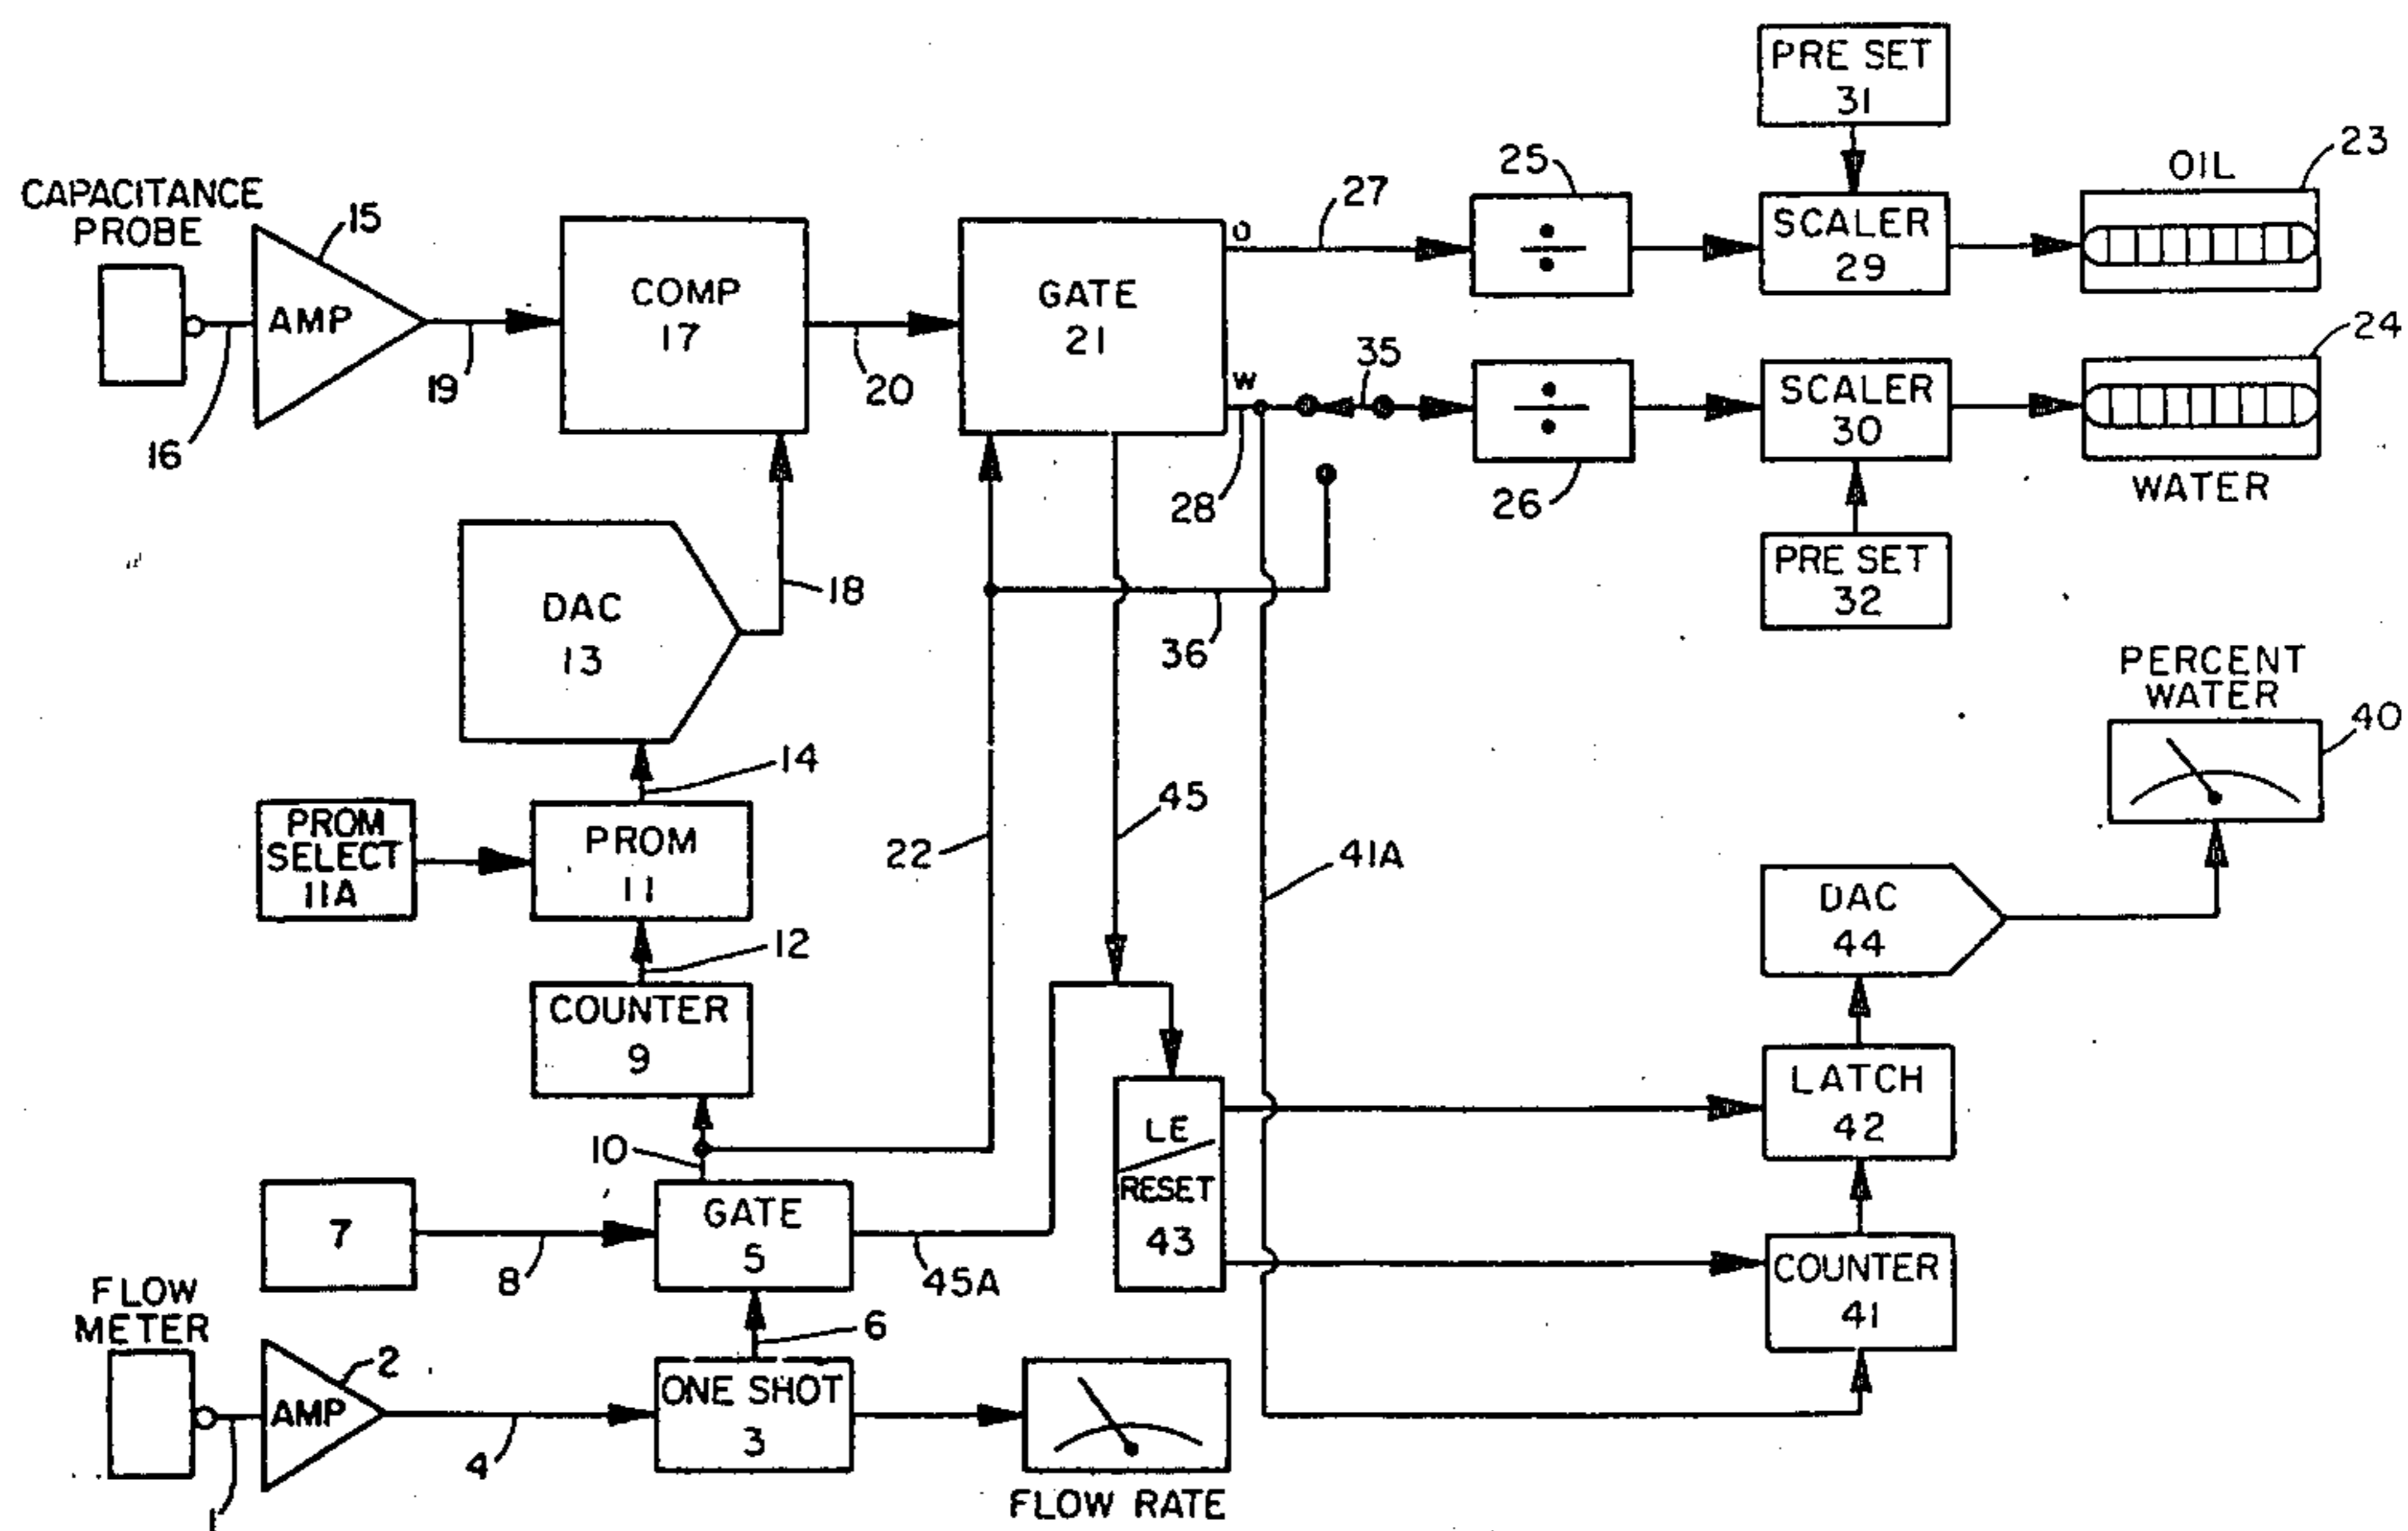 PRE SET
31
CAPACITANCE
PROBE
15
AMP
16
19
COMP
17
20
GATE
21
O
W
27
25
÷
SCALER
29
OIL
23
28
35
26
÷
SCALER
30
24
WATER
PRE SET
32
DAC
13
18
36
14
PROM
SELECT
11A
PROM
11
12
22
45
41A
PERCENT
WATER
40
DAC
44
COUNTER
9
10
7
8
GATE
5
45A
LE
RESET
43
LATCH
42
COUNTER
41
FLOW
METER
2
AMP
1
4
6
ONE SHOT
3
FLOW RATE